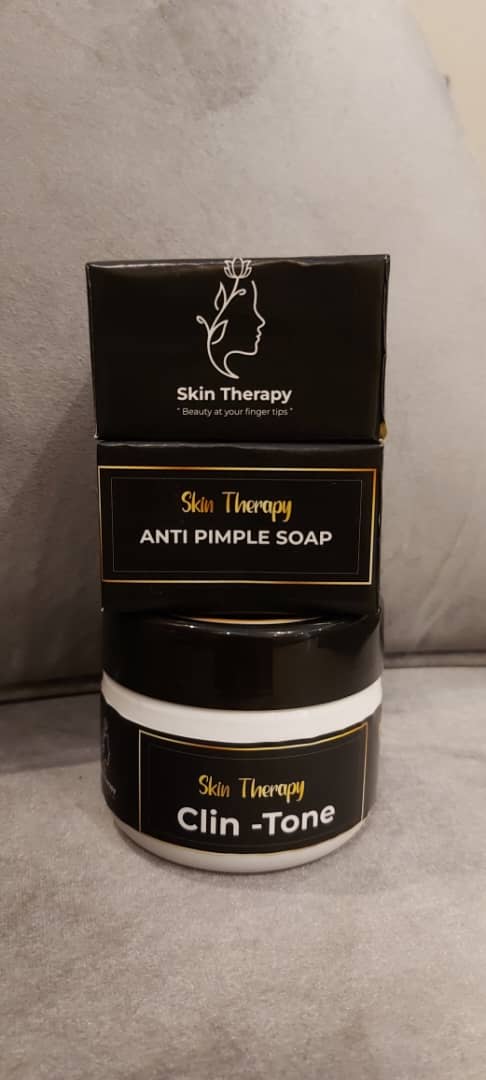 Skin Therapy
" Beauty at your finger tips "
Skin Therapy
ANTI PIMPLE SOAP
Skin Therapy
Clin -Tone